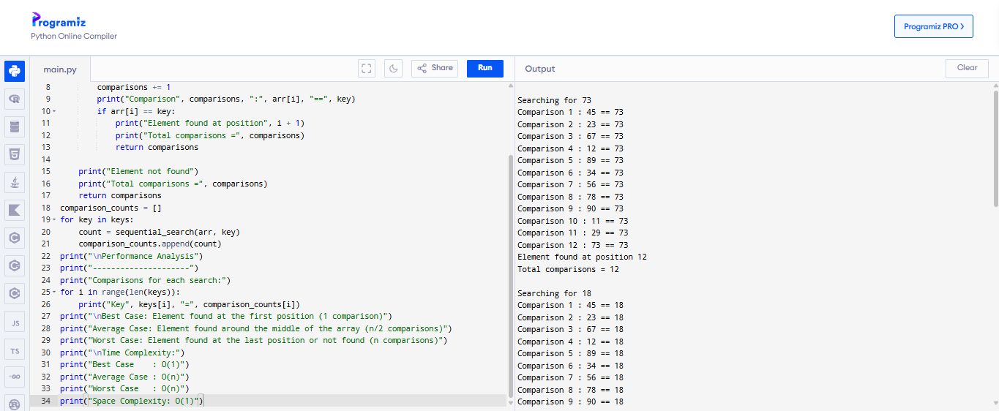 Programiz
Python Online Compiler
Programiz PRO >
main.py
Share
Run
Output
Clear
8 comparisons += 1
9 print("Comparison", comparisons, ":", arr[i], "==", key)
10 if arr[i] == key:
11 print("Element found at position", i + 1)
12 print("Total comparisons =", comparisons)
13 return comparisons
14
15 print("Element not found")
16 print("Total comparisons =", comparisons)
17 return comparisons
18 comparison_counts = []
19 for key in keys:
20 count = sequential_search(arr, key)
21 comparison_counts.append(count)
22 print("\nPerformance Analysis")
23 print("---------------------")
24 print("Comparisons for each search:")
25 for i in range(len(keys)):
26 print("Key", keys[i], "=", comparison_counts[i])
27 print("\nBest Case: Element found at the first position (1 comparison)")
28 print("Average Case: Element found around the middle of the array (n/2 comparisons)")
29 print("Worst Case: Element found at the last position or not found (n comparisons)")
30 print("\nTime Complexity:")
31 print("Best Case    : O(1)")
32 print("Average Case : O(n)")
33 print("Worst Case   : O(n)")
34 print("Space Complexity: O(1)")
JS
TS
GO
Searching for 73
Comparison 1 : 45 == 73
Comparison 2 : 23 == 73
Comparison 3 : 67 == 73
Comparison 4 : 12 == 73
Comparison 5 : 89 == 73
Comparison 6 : 34 == 73
Comparison 7 : 56 == 73
Comparison 8 : 78 == 73
Comparison 9 : 90 == 73
Comparison 10 : 11 == 73
Comparison 11 : 29 == 73
Comparison 12 : 73 == 73
Element found at position 12
Total comparisons = 12
Searching for 18
Comparison 1 : 45 == 18
Comparison 2 : 23 == 18
Comparison 3 : 67 == 18
Comparison 4 : 12 == 18
Comparison 5 : 89 == 18
Comparison 6 : 34 == 18
Comparison 7 : 56 == 18
Comparison 8 : 78 == 18
Comparison 9 : 90 == 18